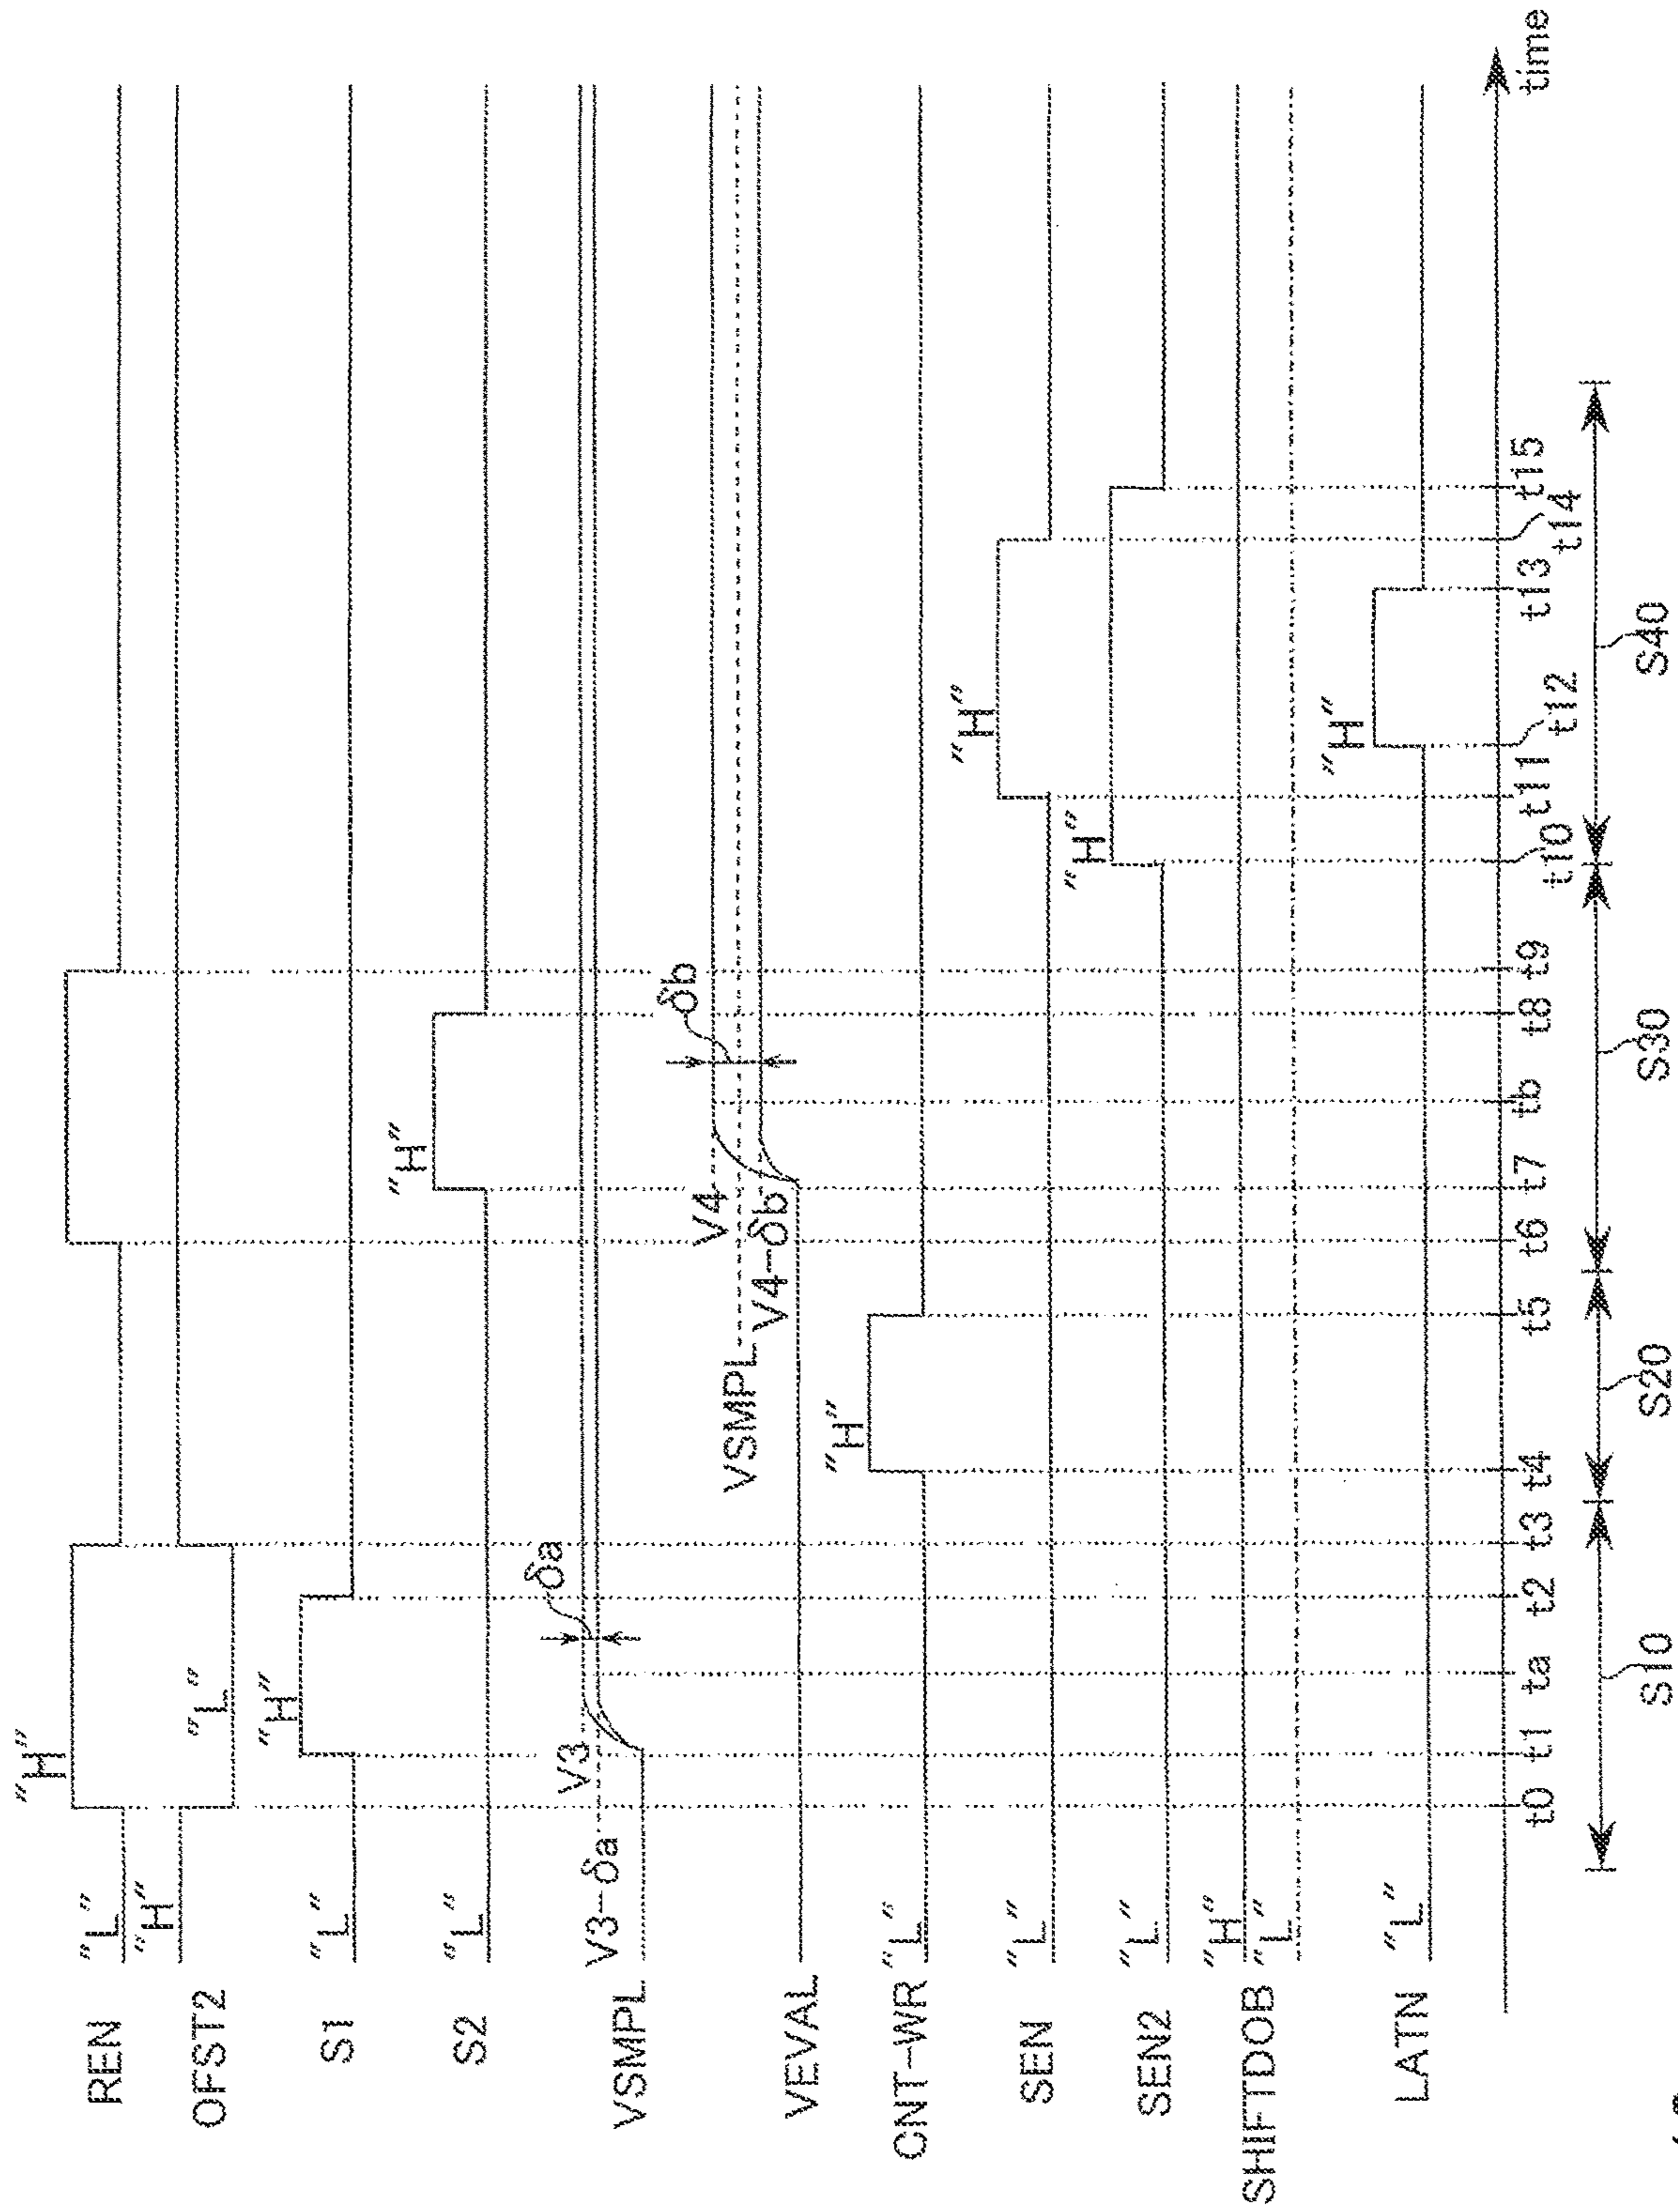 REN "L" "H"
OFST2 "H" "L"
S1 "L" "H"
S2 "L" "H"
V3 δa
V3-δa
VSMPL
V4 δb
VSMPL
V4-δb
VEVAL
CNT-WR "L" "H"
SEN "L" "H"
SEN2 "L" "H"
SHIFTDOB "H"
"L"
LATN "L" "H"
time
t0 t1 ta t2 t3 t4 t5 t6 t7 tb t8 t9 t10 t11 t12 t13 t14 t15
S10 S20 S30 S40